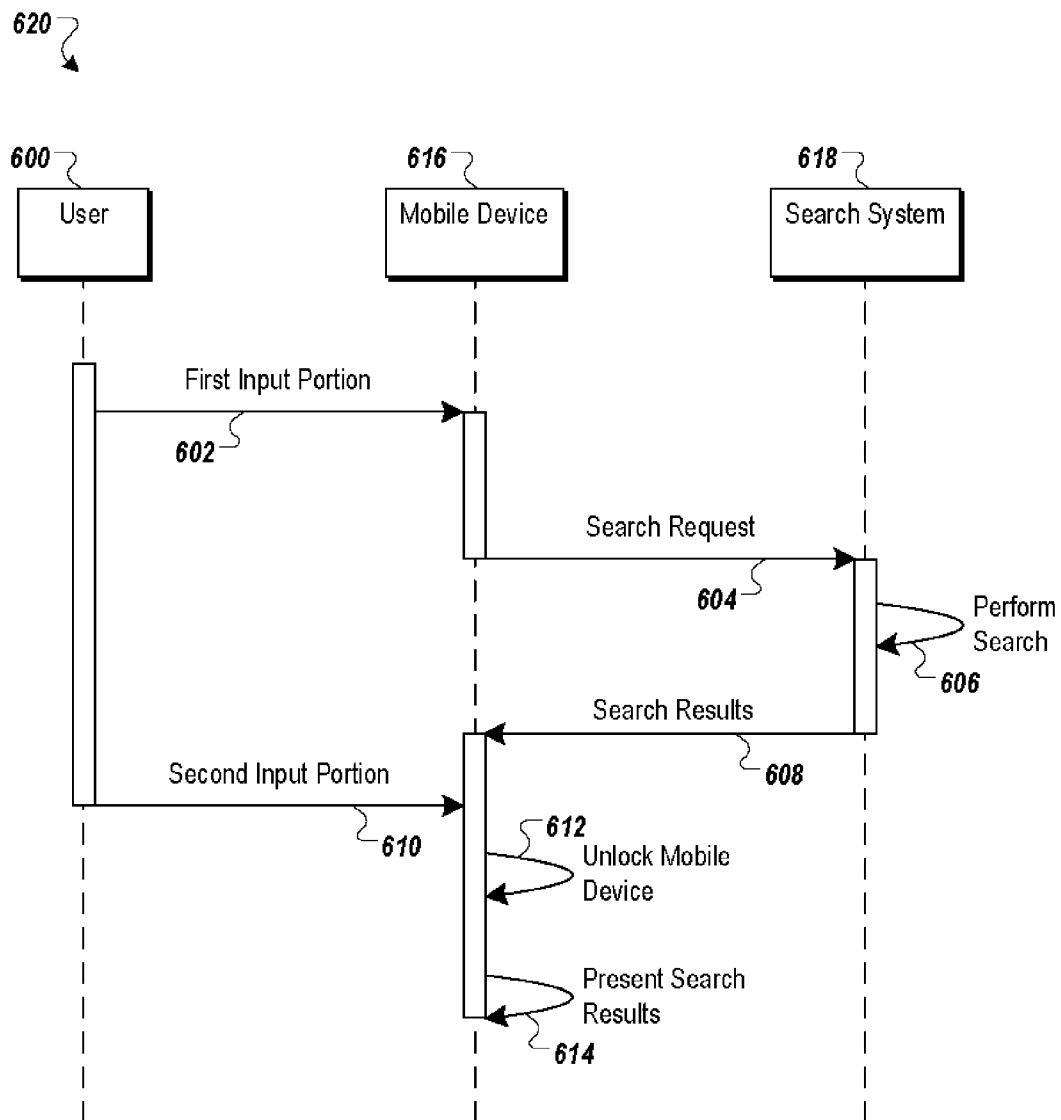 620
600
616
618
User
Mobile Device
Search System
First Input Portion
602
Search Request
604
Perform
Search
606
Search Results
608
Second Input Portion
610
612
Unlock Mobile
Device
Present Search
Results
614